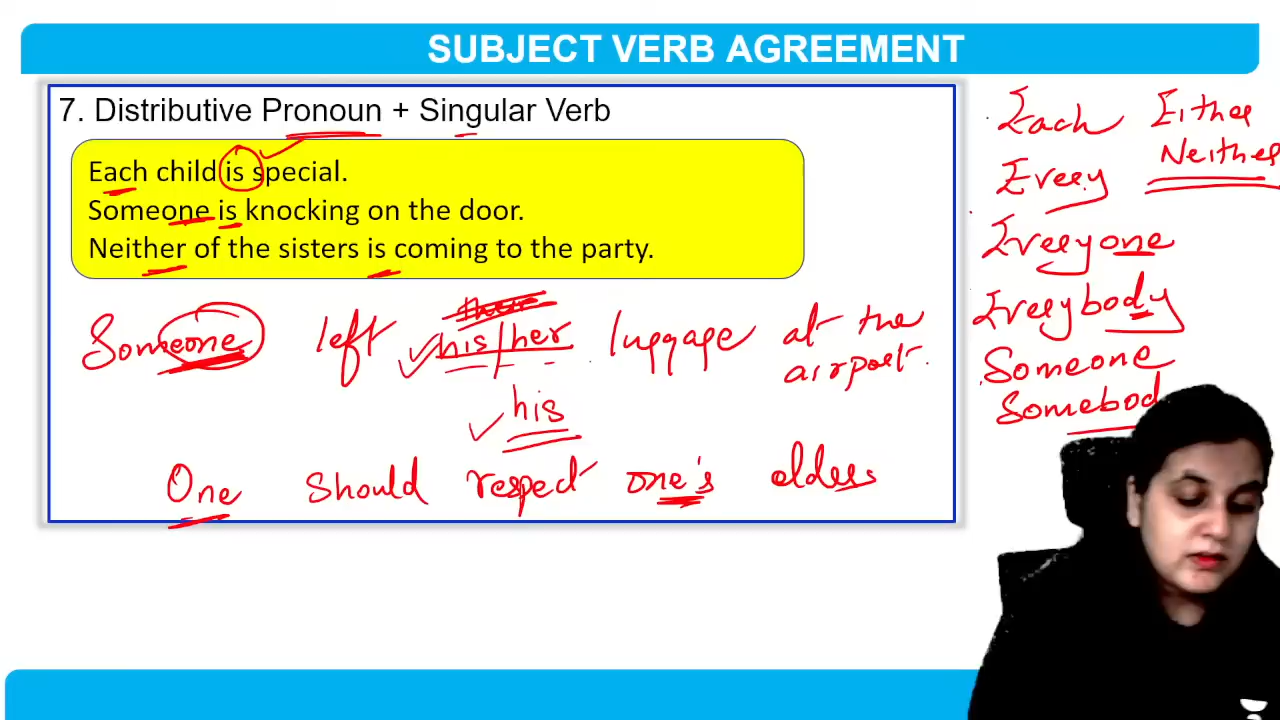 SUBJECT VERB AGREEMENT
7. Distributive Pronoun + Singular Verb
Each child is special.
Someone is knocking on the door.
Neither of the sisters is coming to the party.
their
Someone left his/her luggage at the airport.
his
One should respect one's elders
Each Either
Every Neither
Everyone
Everybody
Someone
Somebod